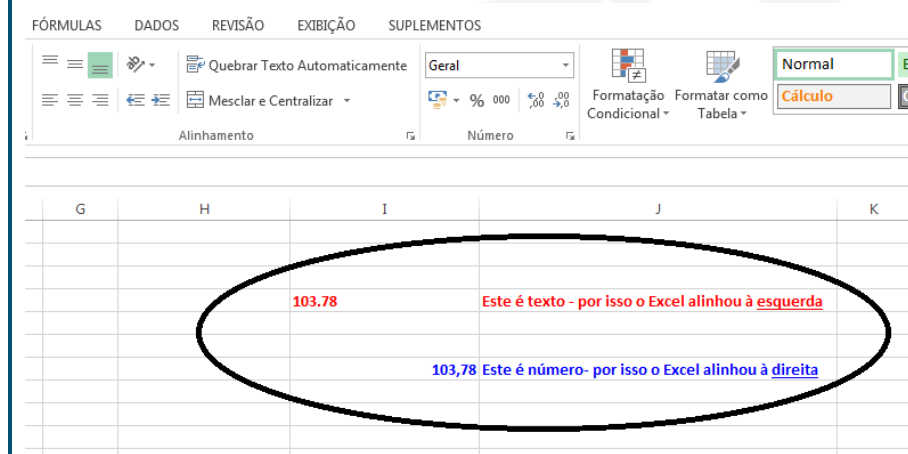 FÓRMULAS DADOS REVISÃO EXIBIÇÃO SUPLEMENTOS
Quebrar Texto Automaticamente Geral Normal
Mesclar e Centralizar % 000 Formatação Condicional Formatar como Tabela Cálculo
Alinhamento Número
G H I J K
103.78 Este é texto - por isso o Excel alinhou à esquerda
103,78 Este é número- por isso o Excel alinhou à direita